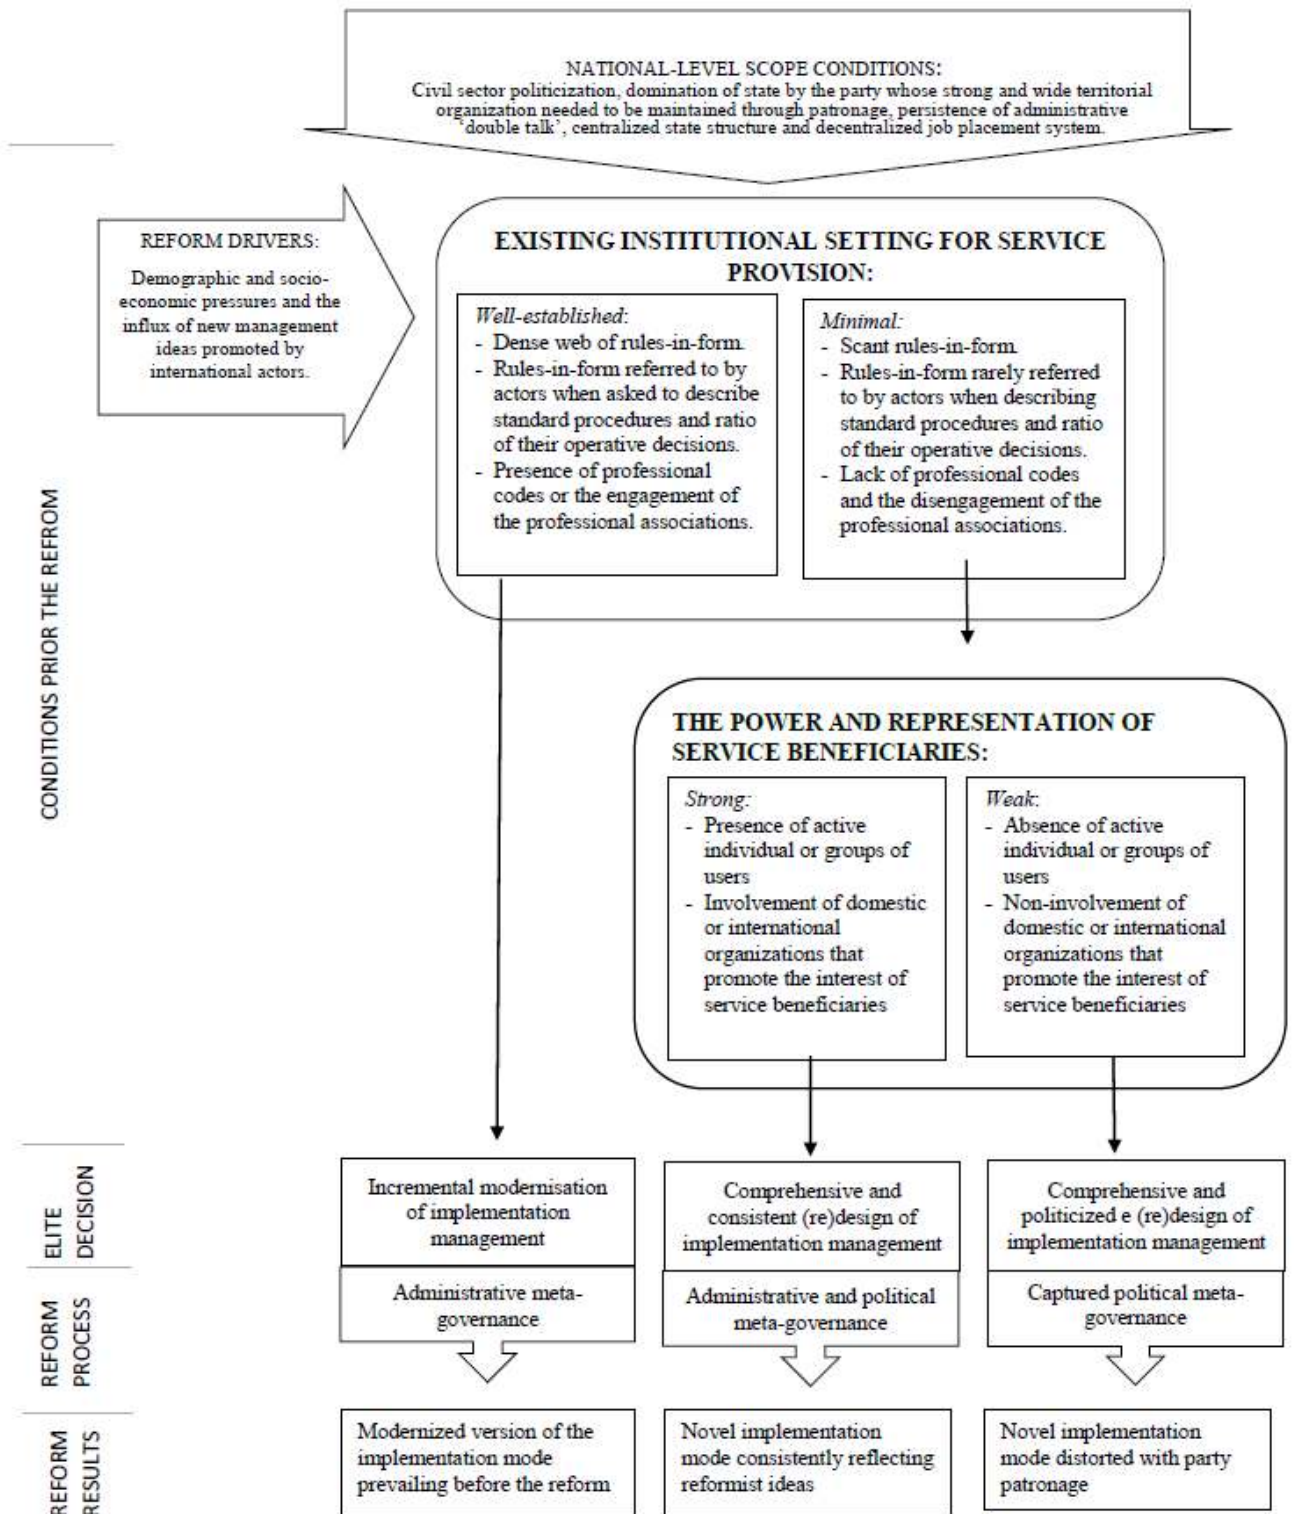 NATIONAL-LEVEL SCOPE CONDITIONS:
Civil sector politicization, domination of state by the party whose strong and wide territorial
organization needed to be maintained through patronage, persistence of administrative
‘double talk’, centralized state structure and decentralized job placement system.
REFORM DRIVERS:
Demographic and socio-
economic pressures and the
influx of new management
ideas promoted by
international actors.
EXISTING INSTITUTIONAL SETTING FOR SERVICE
PROVISION:
Well-established:
- Dense web of rules-in-form.
- Rules-in-form referred to by
actors when asked to describe
standard procedures and ratio
of their operative decisions.
- Presence of professional
codes or the engagement of
the professional associations.
Minimal:
- Scant rules-in-form.
- Rules-in-form rarely referred
to by actors when describing
standard procedures and ratio
of their operative decisions.
- Lack of professional codes
and the disengagement of the
professional associations.
CONDITIONS PRIOR THE REFROM
THE POWER AND REPRESENTATION OF
SERVICE BENEFICIARIES:
Strong:
- Presence of active
individual or groups of
users
- Involvement of domestic
or international
organizations that
promote the interest of
service beneficiaries
Weak:
- Absence of active
individual or groups of
users
- Non-involvement of
domestic or international
organizations that
promote the interest of
service beneficiaries
ELITE
DECISION
Incremental modernisation
of implementation
management
Comprehensive and
consistent (re)design of
implementation management
Comprehensive and
politicized e (re)design of
implementation management
REFORM
PROCESS
Administrative meta-
governance
Administrative and political
meta-governance
Captured political meta-
governance
REFORM
RESULTS
Modernized version of the
implementation mode
prevailing before the reform
Novel implementation
mode consistently reflecting
reformist ideas
Novel implementation
mode distorted with party
patronage